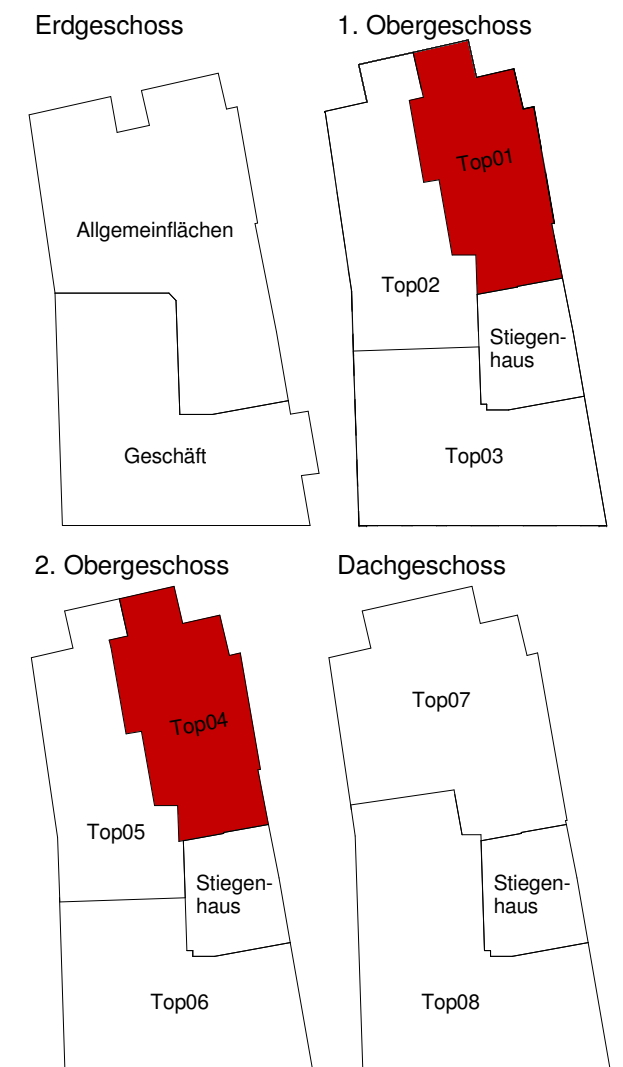 Erdgeschoss
Allgemeinflächen
Geschäft
1. Obergeschoss
Top01
Top02
Stiegen-
haus
Top03
2. Obergeschoss
Top04
Top05
Stiegen-
haus
Top06
Dachgeschoss
Top07
Stiegen-
haus
Top08